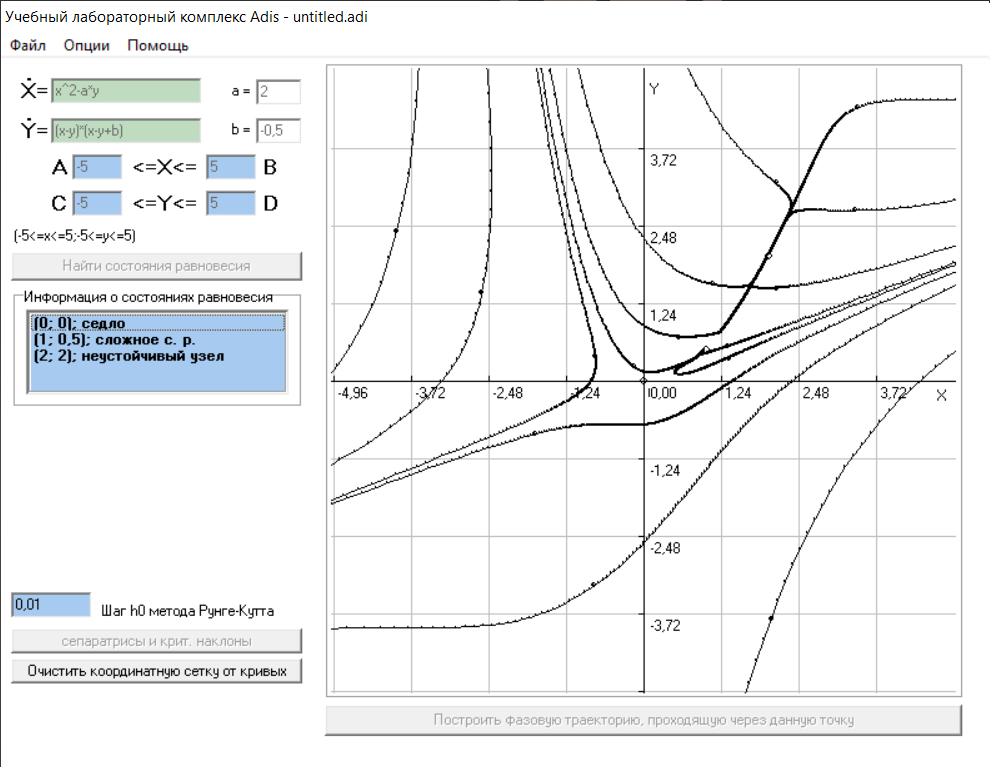 Учебный лабораторный комплекс Adis - untitled.adi
Файл Опции Помощь
Ẋ= x^2-a*y a = 2
Ẏ= (x-y)*(x-y+b) b = -0,5
A -5 <=X<= 5 B
C -5 <=Y<= 5 D
(-5<=x<=5;-5<=y<=5)
Найти состояния равновесия
Информация о состояниях равновесия
(0; 0); седло
(1; 0,5); сложное с. р.
(2; 2); неустойчивый узел
0,01 Шаг h0 метода Рунге-Кутта
сепаратрисы и крит. наклоны
Очистить координатную сетку от кривых
Y
3,72
2,48
1,24
-4,96 -3,72 -2,48 -1,24 0,00 1,24 2,48 3,72 X
-1,24
-2,48
-3,72
Построить фазовую траекторию, проходящую через данную точку